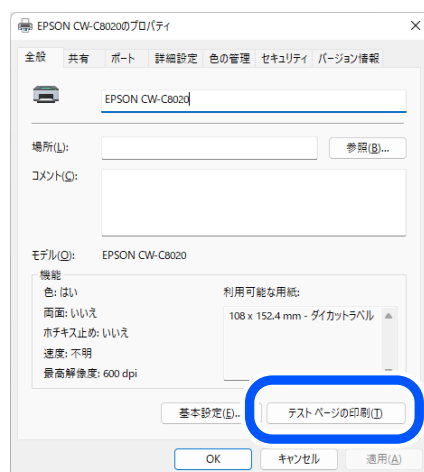 EPSON CW-C8020のプロパティ
全般 共有 ポート 詳細設定 色の管理 セキュリティ バージョン情報
EPSON CW-C8020
場所(L): 参照(B)...
コメント(C):
モデル(O): EPSON CW-C8020
機能
色: はい 利用可能な用紙:
両面: いいえ 108 x 152.4 mm - ダイカットラベル
ホチキス止め: いいえ
速度: 不明
最高解像度: 600 dpi
基本設定(E)... テスト ページの印刷(T)
OK キャンセル 適用(A)